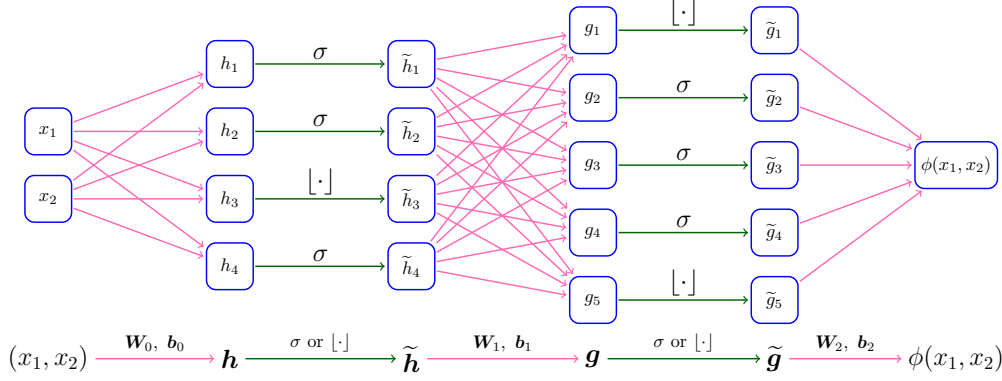 ⌊·⌋
g₁ g̃₁
h₁ σ h̃₁
σ
g₂ g̃₂
x₁ h₂ σ h̃₂
σ
g₃ g̃₃ ϕ(x₁, x₂)
x₂ h₃ ⌊·⌋ h̃₃
σ
g₄ g̃₄
h₄ σ h̃₄
⌊·⌋
g₅ g̃₅
W₀, b₀ σ or ⌊·⌋ W₁, b₁ σ or ⌊·⌋ W₂, b₂
(x₁, x₂) h h̃ g g̃ ϕ(x₁, x₂)